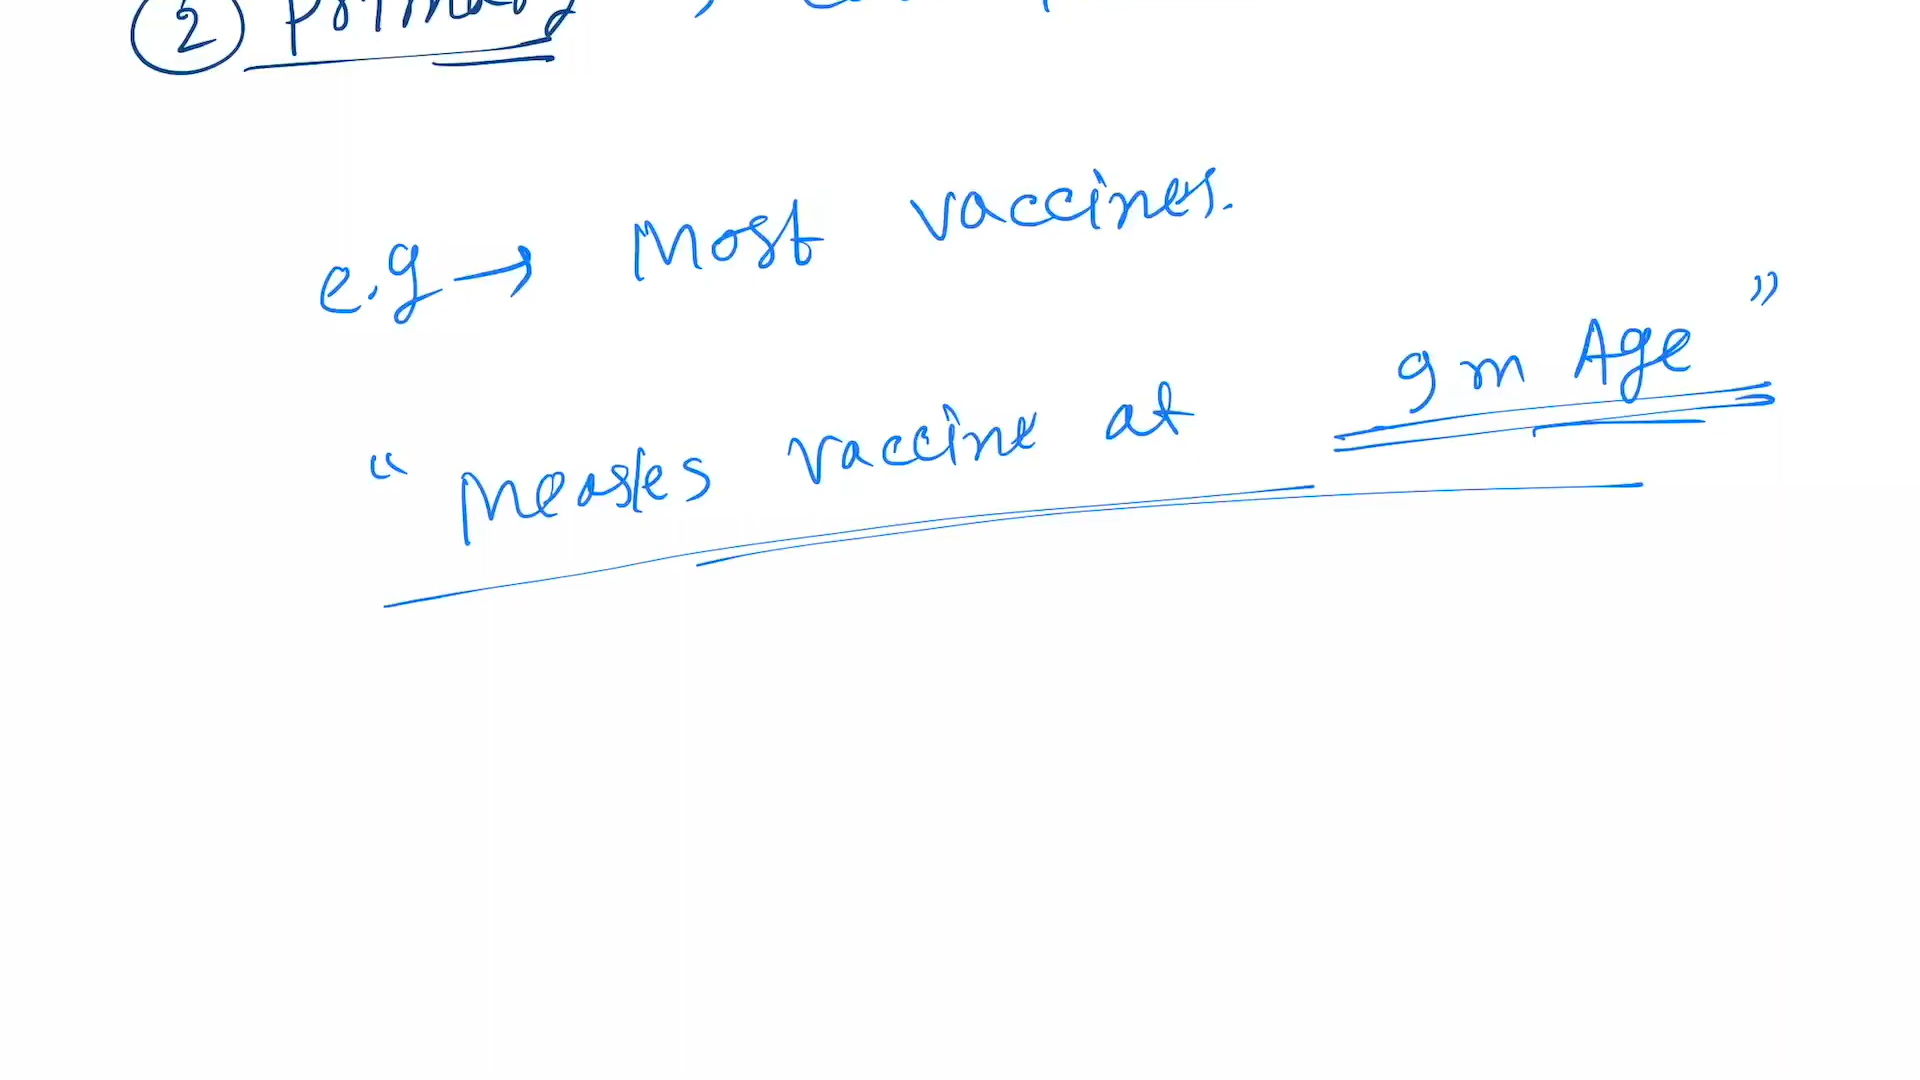 ② Primary
e.g → Most vaccines.
“ Measles vaccine at 9 m Age ”